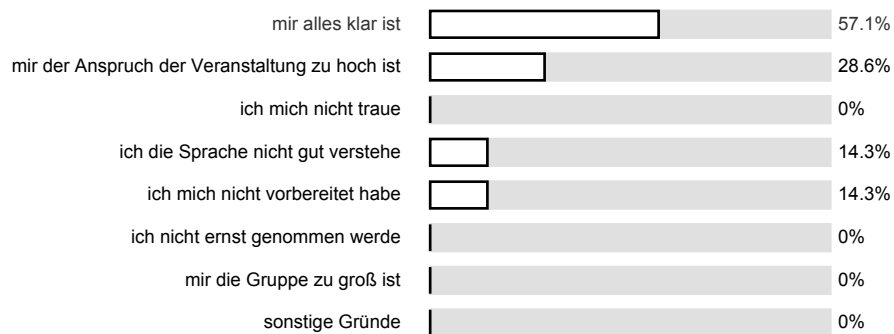 mir alles klar ist 57.1%
mir der Anspruch der Veranstaltung zu hoch ist 28.6%
ich mich nicht traue 0%
ich die Sprache nicht gut verstehe 14.3%
ich mich nicht vorbereitet habe 14.3%
ich nicht ernst genommen werde 0%
mir die Gruppe zu groß ist 0%
sonstige Gründe 0%